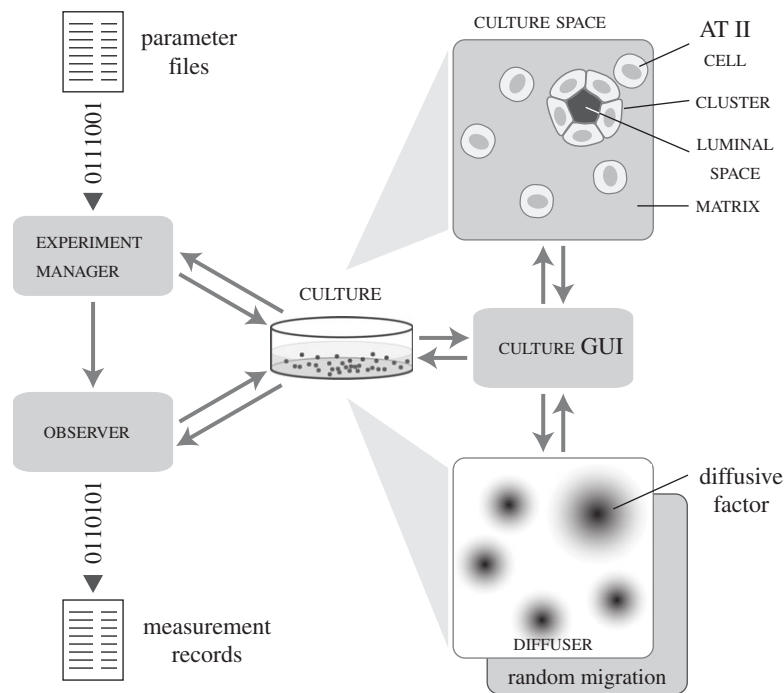 parameter
files
0111001
EXPERIMENT
MANAGER
OBSERVER
0110101
measurement
records
CULTURE
CULTURE SPACE
AT II
CELL
CLUSTER
LUMINAL
SPACE
MATRIX
CULTURE GUI
diffusive
factor
DIFFUSER
random migration